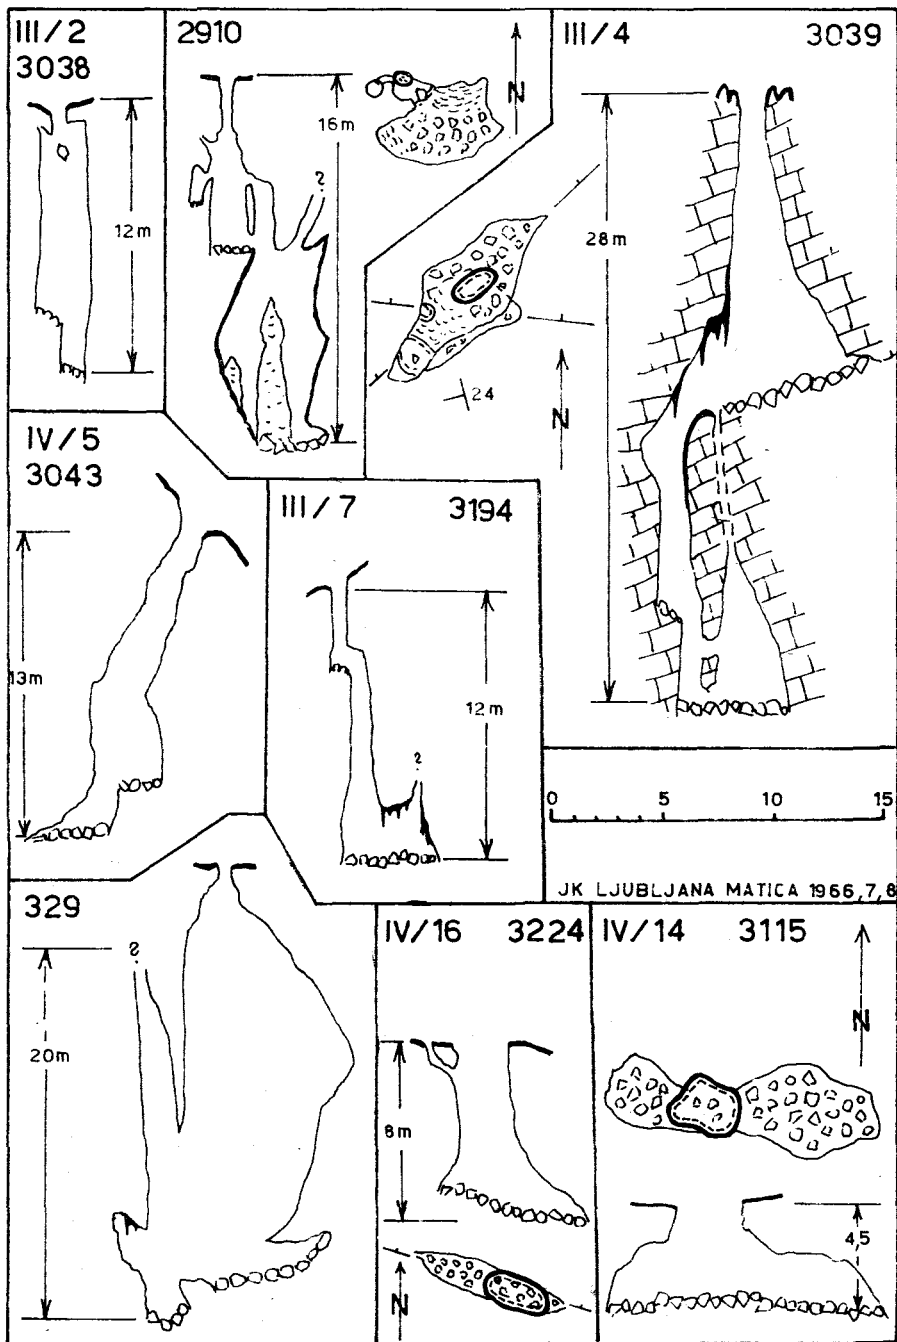 III/2
3038
12m
2910
16m
?
N
III/4 3039
28m
24
N
IV/5
3043
13m
III/7 3194
12m
?
0 5 10 15
JK LJUBLJANA MATICA 1966,7,8
329
?
20m
IV/16 3224
8m
N
IV/14 3115
N
4,5